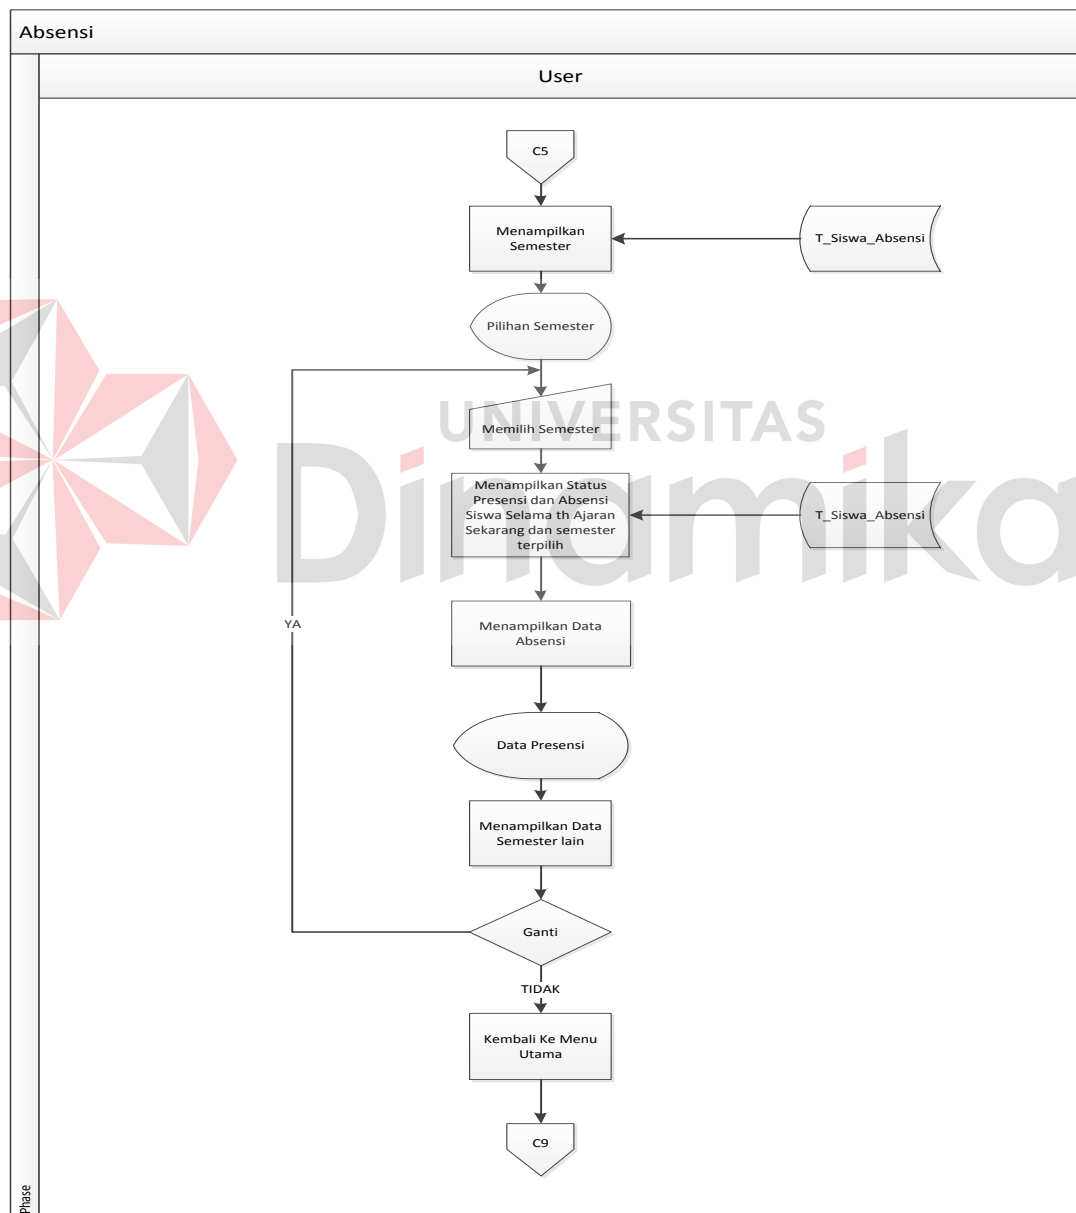 Absensi
User
C5
Menampilkan
Semester
T_Siswa_Absensi
Pilihan Semester
UNIVERSITAS
Memilih Semester
Dinamika
Menampilkan Status
Presensi dan Absensi
Siswa Selama th Ajaran
Sekarang dan semester
terpilih
T_Siswa_Absensi
YA
Menampilkan Data
Absensi
Data Presensi
Menampilkan Data
Semester lain
Ganti
TIDAK
Kembali Ke Menu
Utama
C9
Phase